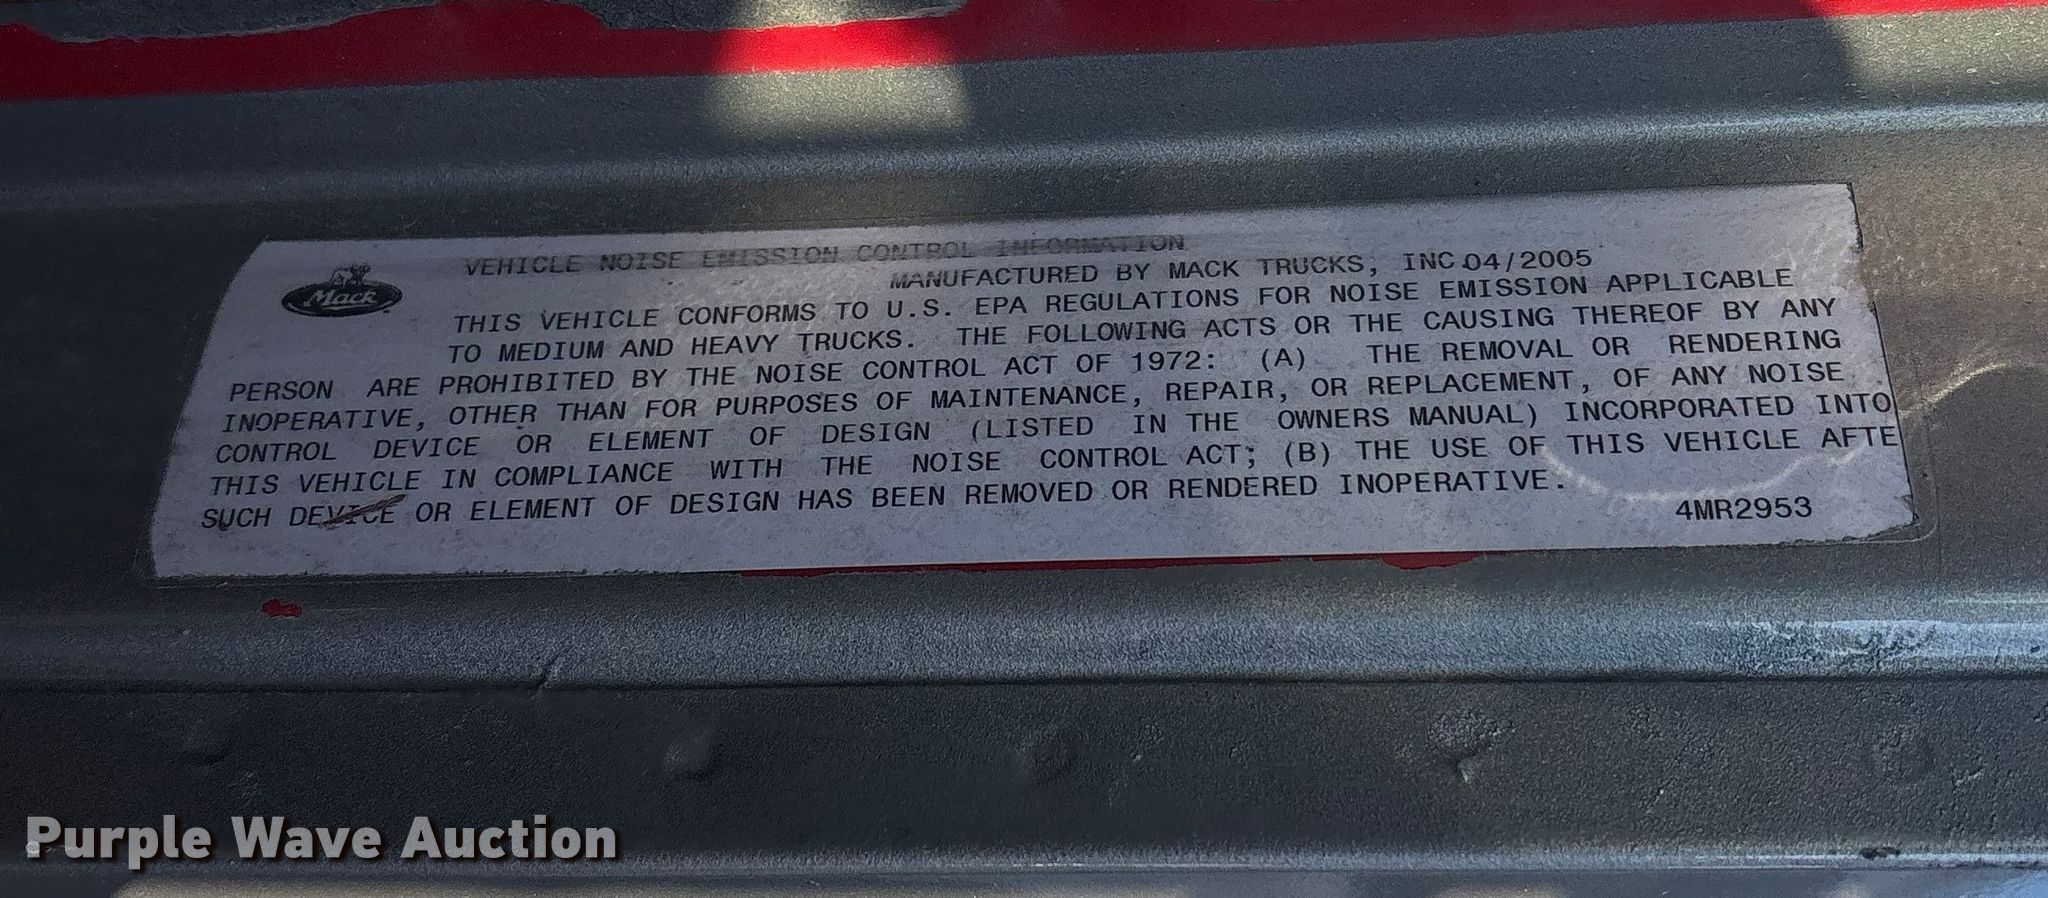 Mack
VEHICLE NOISE EMISSION CONTROL INFORMATION
MANUFACTURED BY MACK TRUCKS, INC 04/2005
THIS VEHICLE CONFORMS TO U.S. EPA REGULATIONS FOR NOISE EMISSION APPLICABLE
TO MEDIUM AND HEAVY TRUCKS. THE FOLLOWING ACTS OR THE CAUSING THEREOF BY ANY
PERSON ARE PROHIBITED BY THE NOISE CONTROL ACT OF 1972: (A) THE REMOVAL OR RENDERING
INOPERATIVE, OTHER THAN FOR PURPOSES OF MAINTENANCE, REPAIR, OR REPLACEMENT, OF ANY NOISE
CONTROL DEVICE OR ELEMENT OF DESIGN (LISTED IN THE OWNERS MANUAL) INCORPORATED INTO
THIS VEHICLE IN COMPLIANCE WITH THE NOISE CONTROL ACT; (B) THE USE OF THIS VEHICLE AFTE
SUCH DEVICE OR ELEMENT OF DESIGN HAS BEEN REMOVED OR RENDERED INOPERATIVE.
4MR2953
Purple Wave Auction